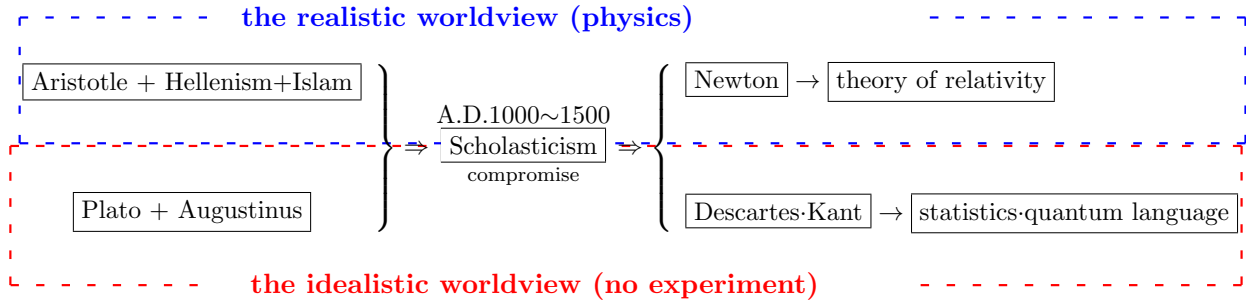 the realistic worldview (physics)
Aristotle + Hellenism+Islam
Newton → theory of relativity
A.D.1000∼1500
⇒ Scholasticism ⇒
compromise
Plato + Augustinus
Descartes·Kant → statistics·quantum language
the idealistic worldview (no experiment)